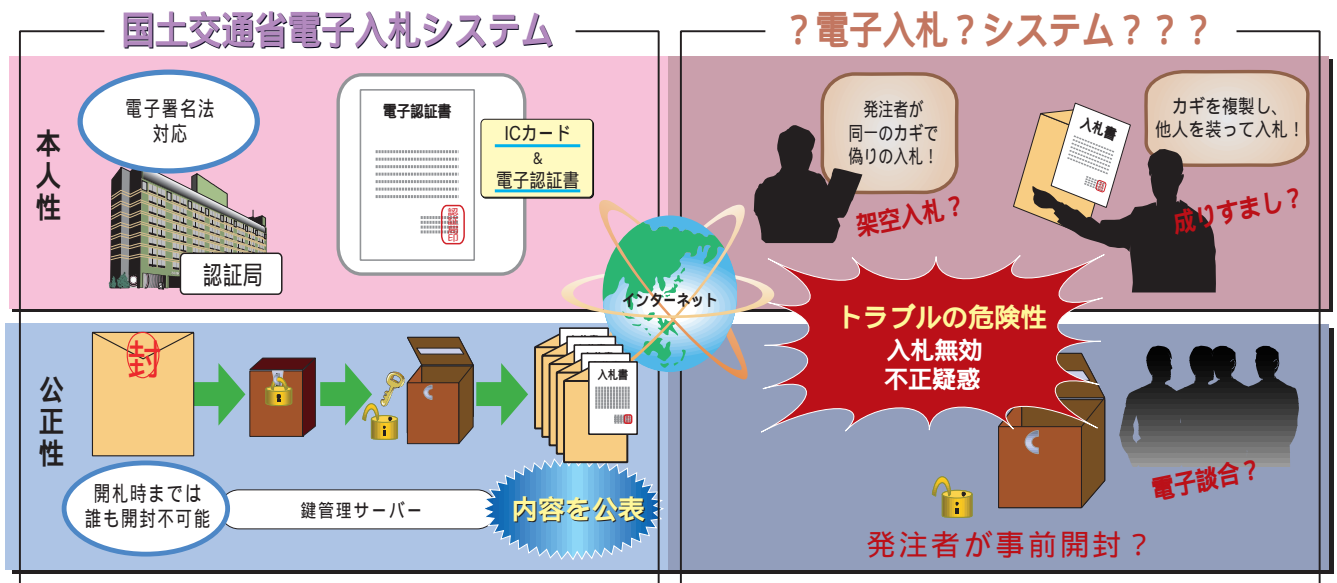 国土交通省電子入札システム
?電子入札?システム???
本人性
電子署名法
対応
認証局
電子認証書
認証局印
ICカード
&
電子認証書
発注者が
同一のカギで
偽りの入札!
架空入札?
入札書
カギを複製し、
他人を装って入札!
成りすまし?
インターネット
トラブルの危険性
入札無効
不正疑惑
公正性
封
入札書
開札時までは
誰も開封不可能
鍵管理サーバー
内容を公表
電子談合?
発注者が事前開封?